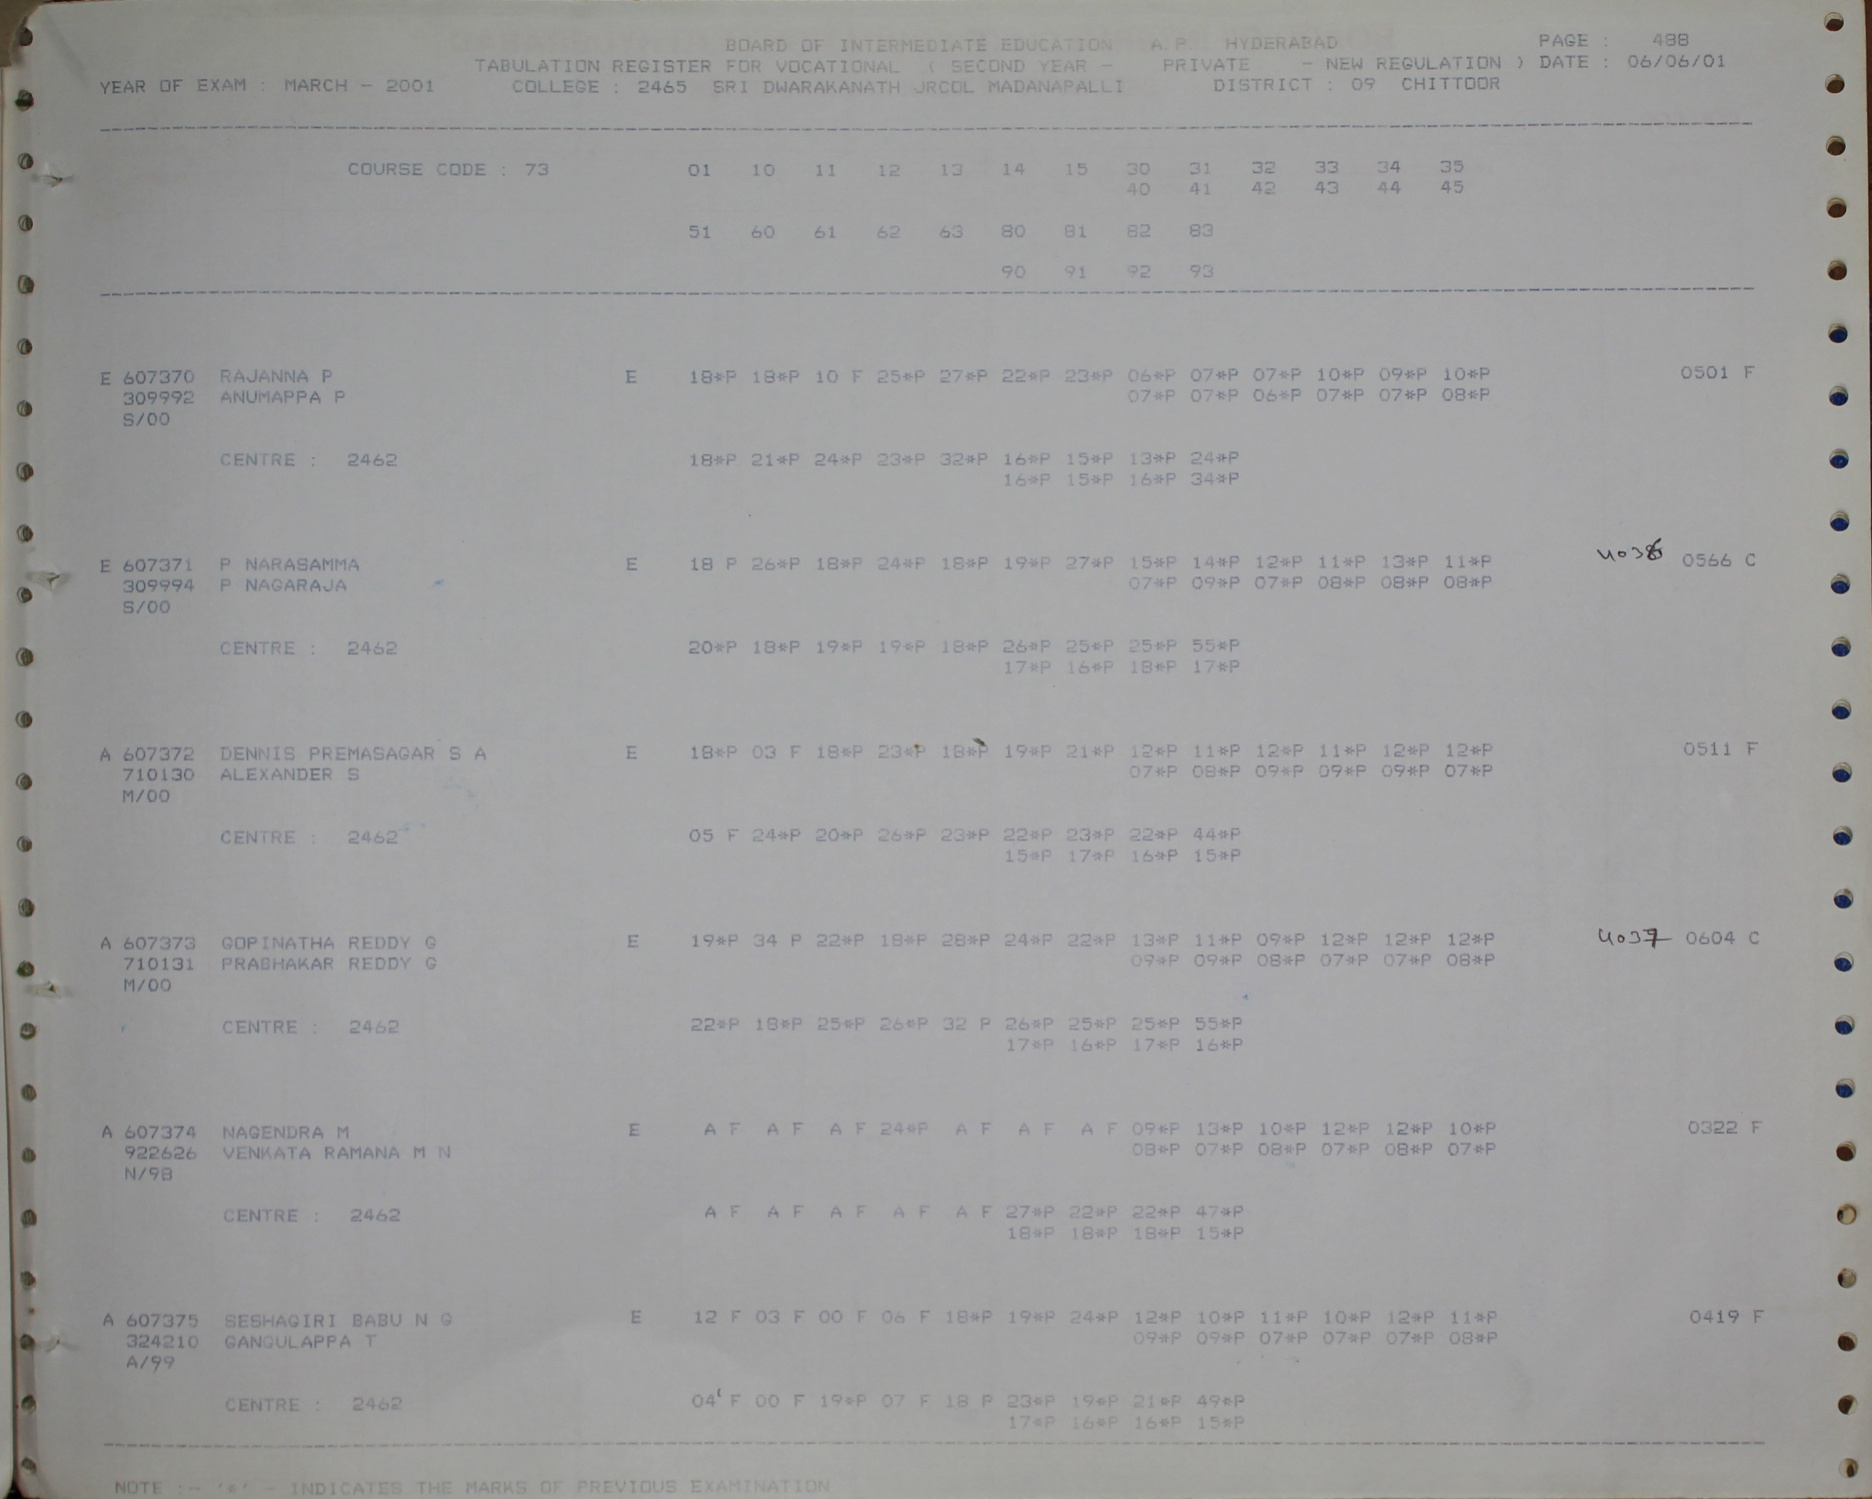 BOARD OF INTERMEDIATE EDUCATION A.P. HYDERABAD PAGE : 488
TABULATION REGISTER FOR VOCATIONAL ( SECOND YEAR - PRIVATE - NEW REGULATION ) DATE : 06/06/01
YEAR OF EXAM : MARCH - 2001 COLLEGE : 2465 SRI DWARAKANATH JRCOL MADANAPALLI DISTRICT : 09 CHITTOOR
COURSE CODE : 73 01 10 11 12 13 14 15 30 31 32 33 34 35
40 41 42 43 44 45
51 60 61 62 63 80 81 82 83
90 91 92 93
E 607370 RAJANNA P E 18*P 18*P 10 F 25*P 27*P 22*P 23*P 06*P 07*P 07*P 10*P 09*P 10*P 0501 F
309992 ANUMAPPA P 07*P 07*P 06*P 07*P 07*P 08*P
S/00
CENTRE : 2462 18*P 21*P 24*P 23*P 32*P 16*P 15*P 13*P 24*P
16*P 15*P 16*P 34*P
E 607371 P NARASAMMA E 18 P 26*P 18*P 24*P 18*P 19*P 27*P 15*P 14*P 12*P 11*P 13*P 11*P 4036 0566 C
309994 P NAGARAJA 07*P 09*P 07*P 08*P 08*P 08*P
S/00
CENTRE : 2462 20*P 18*P 19*P 19*P 18*P 26*P 25*P 25*P 55*P
17*P 16*P 18*P 17*P
A 607372 DENNIS PREMASAGAR S A E 18*P 03 F 18*P 23*P 18*P 19*P 21*P 12*P 11*P 12*P 11*P 12*P 12*P 0511 F
710130 ALEXANDER S 07*P 08*P 09*P 09*P 09*P 07*P
M/00
CENTRE : 2462 05 F 24*P 20*P 26*P 23*P 22*P 23*P 22*P 44*P
15*P 17*P 16*P 15*P
A 607373 GOPINATHA REDDY G E 19*P 34 P 22*P 18*P 28*P 24*P 22*P 13*P 11*P 09*P 12*P 12*P 12*P 4037 0604 C
710131 PRABHAKAR REDDY G 09*P 09*P 08*P 07*P 07*P 08*P
M/00
CENTRE : 2462 22*P 18*P 25*P 26*P 32 P 26*P 25*P 25*P 55*P
17*P 16*P 17*P 16*P
A 607374 NAGENDRA M E A F A F A F 24*P A F A F A F 09*P 13*P 10*P 12*P 12*P 10*P 0322 F
922626 VENKATA RAMANA M N 08*P 07*P 08*P 07*P 08*P 07*P
N/98
CENTRE : 2462 A F A F A F A F A F 27*P 22*P 22*P 47*P
18*P 18*P 18*P 15*P
A 607375 SESHAGIRI BABU N G E 12 F 03 F 00 F 06 F 18*P 19*P 24*P 12*P 10*P 11*P 10*P 12*P 11*P 0419 F
324210 GANGULAPPA T 09*P 09*P 07*P 07*P 07*P 08*P
A/99
CENTRE : 2462 04 F 00 F 19*P 07 F 18 P 23*P 19*P 21*P 49*P
17*P 16*P 16*P 15*P
NOTE :- '*' - INDICATES THE MARKS OF PREVIOUS EXAMINATION